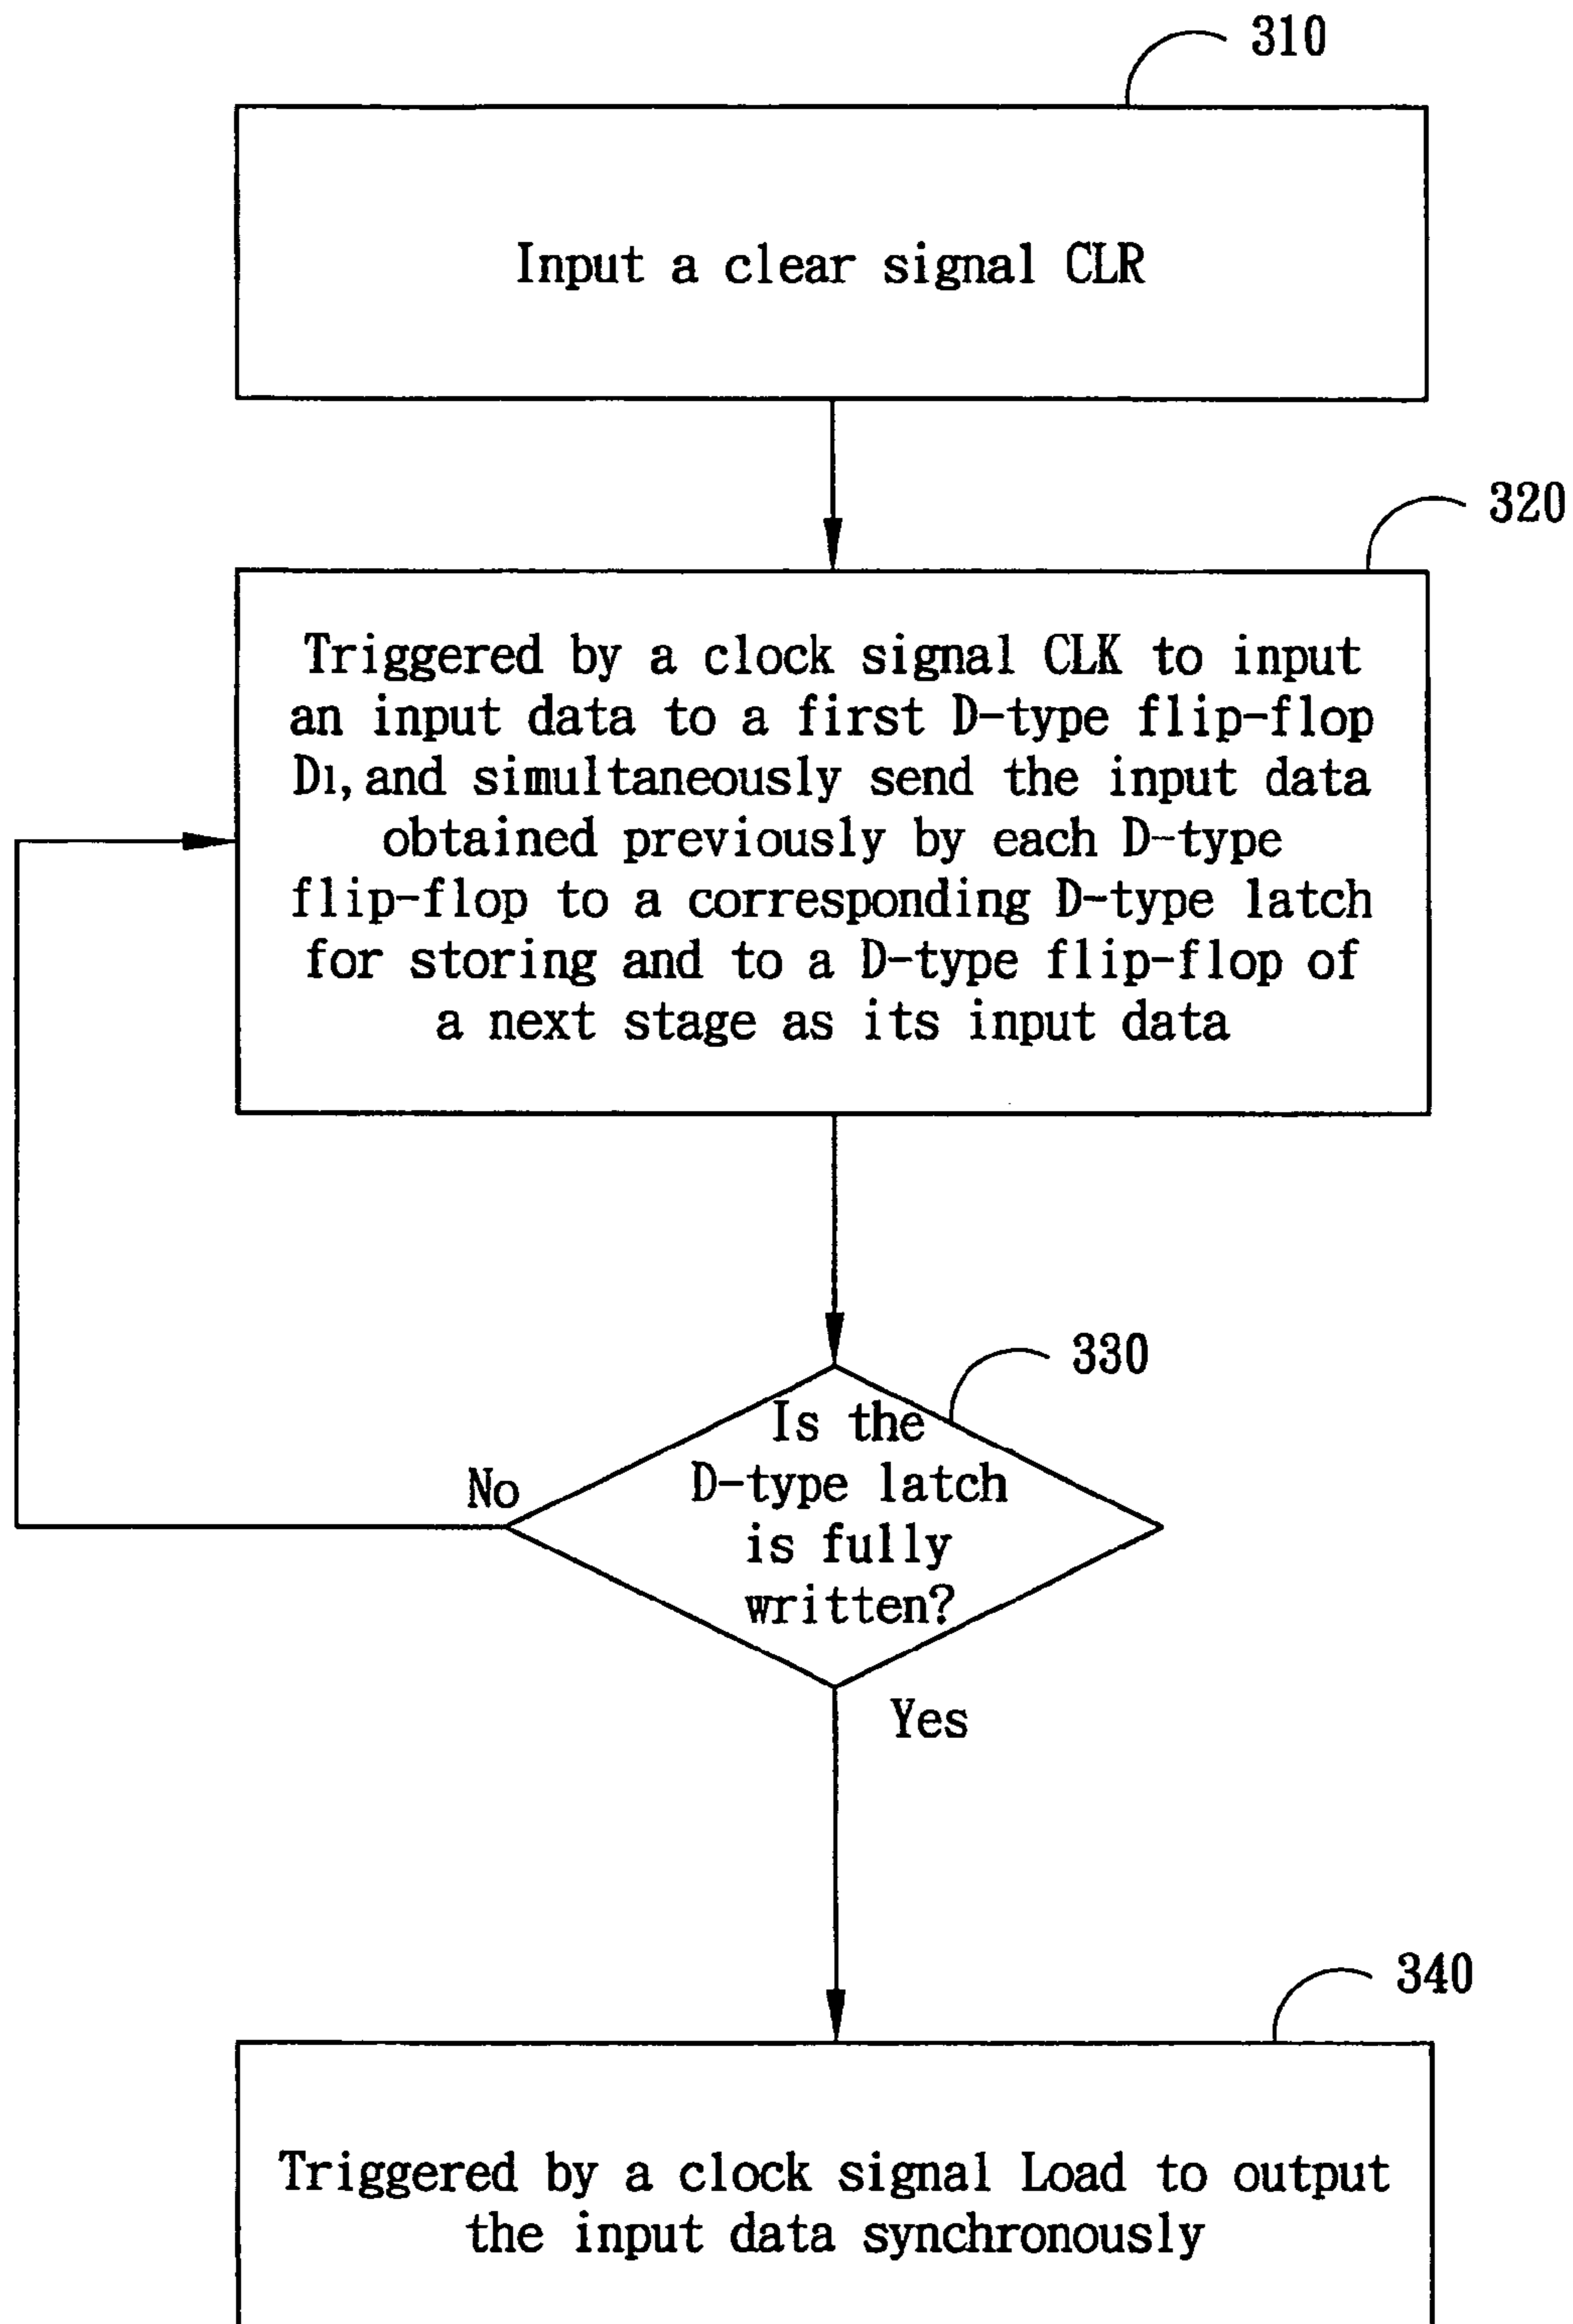 310
Input a clear signal CLR
320
Triggered by a clock signal CLK to input
an input data to a first D-type flip-flop
D1, and simultaneously send the input data
obtained previously by each D-type
flip-flop to a corresponding D-type latch
for storing and to a D-type flip-flop of
a next stage as its input data
330
Is the
D-type latch
is fully
written?
No
Yes
340
Triggered by a clock signal Load to output
the input data synchronously